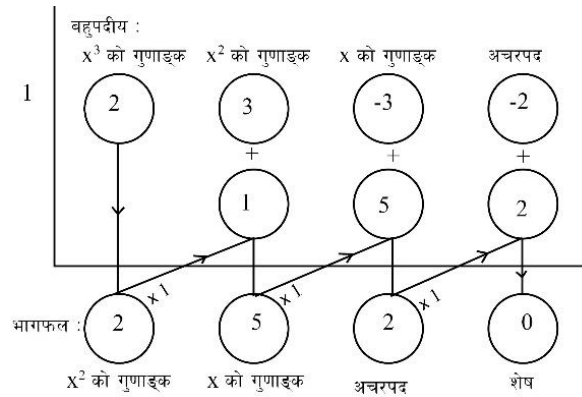 बहुपदीय :
x³ को गुणाङ्क x² को गुणाङ्क x को गुणाङ्क अचरपद
1 2 3 -3 -2
+ + +
1 5 2
x 1 x 1 x 1
भागफल : 2 5 2 0
x² को गुणाङ्क x को गुणाङ्क अचरपद शेष